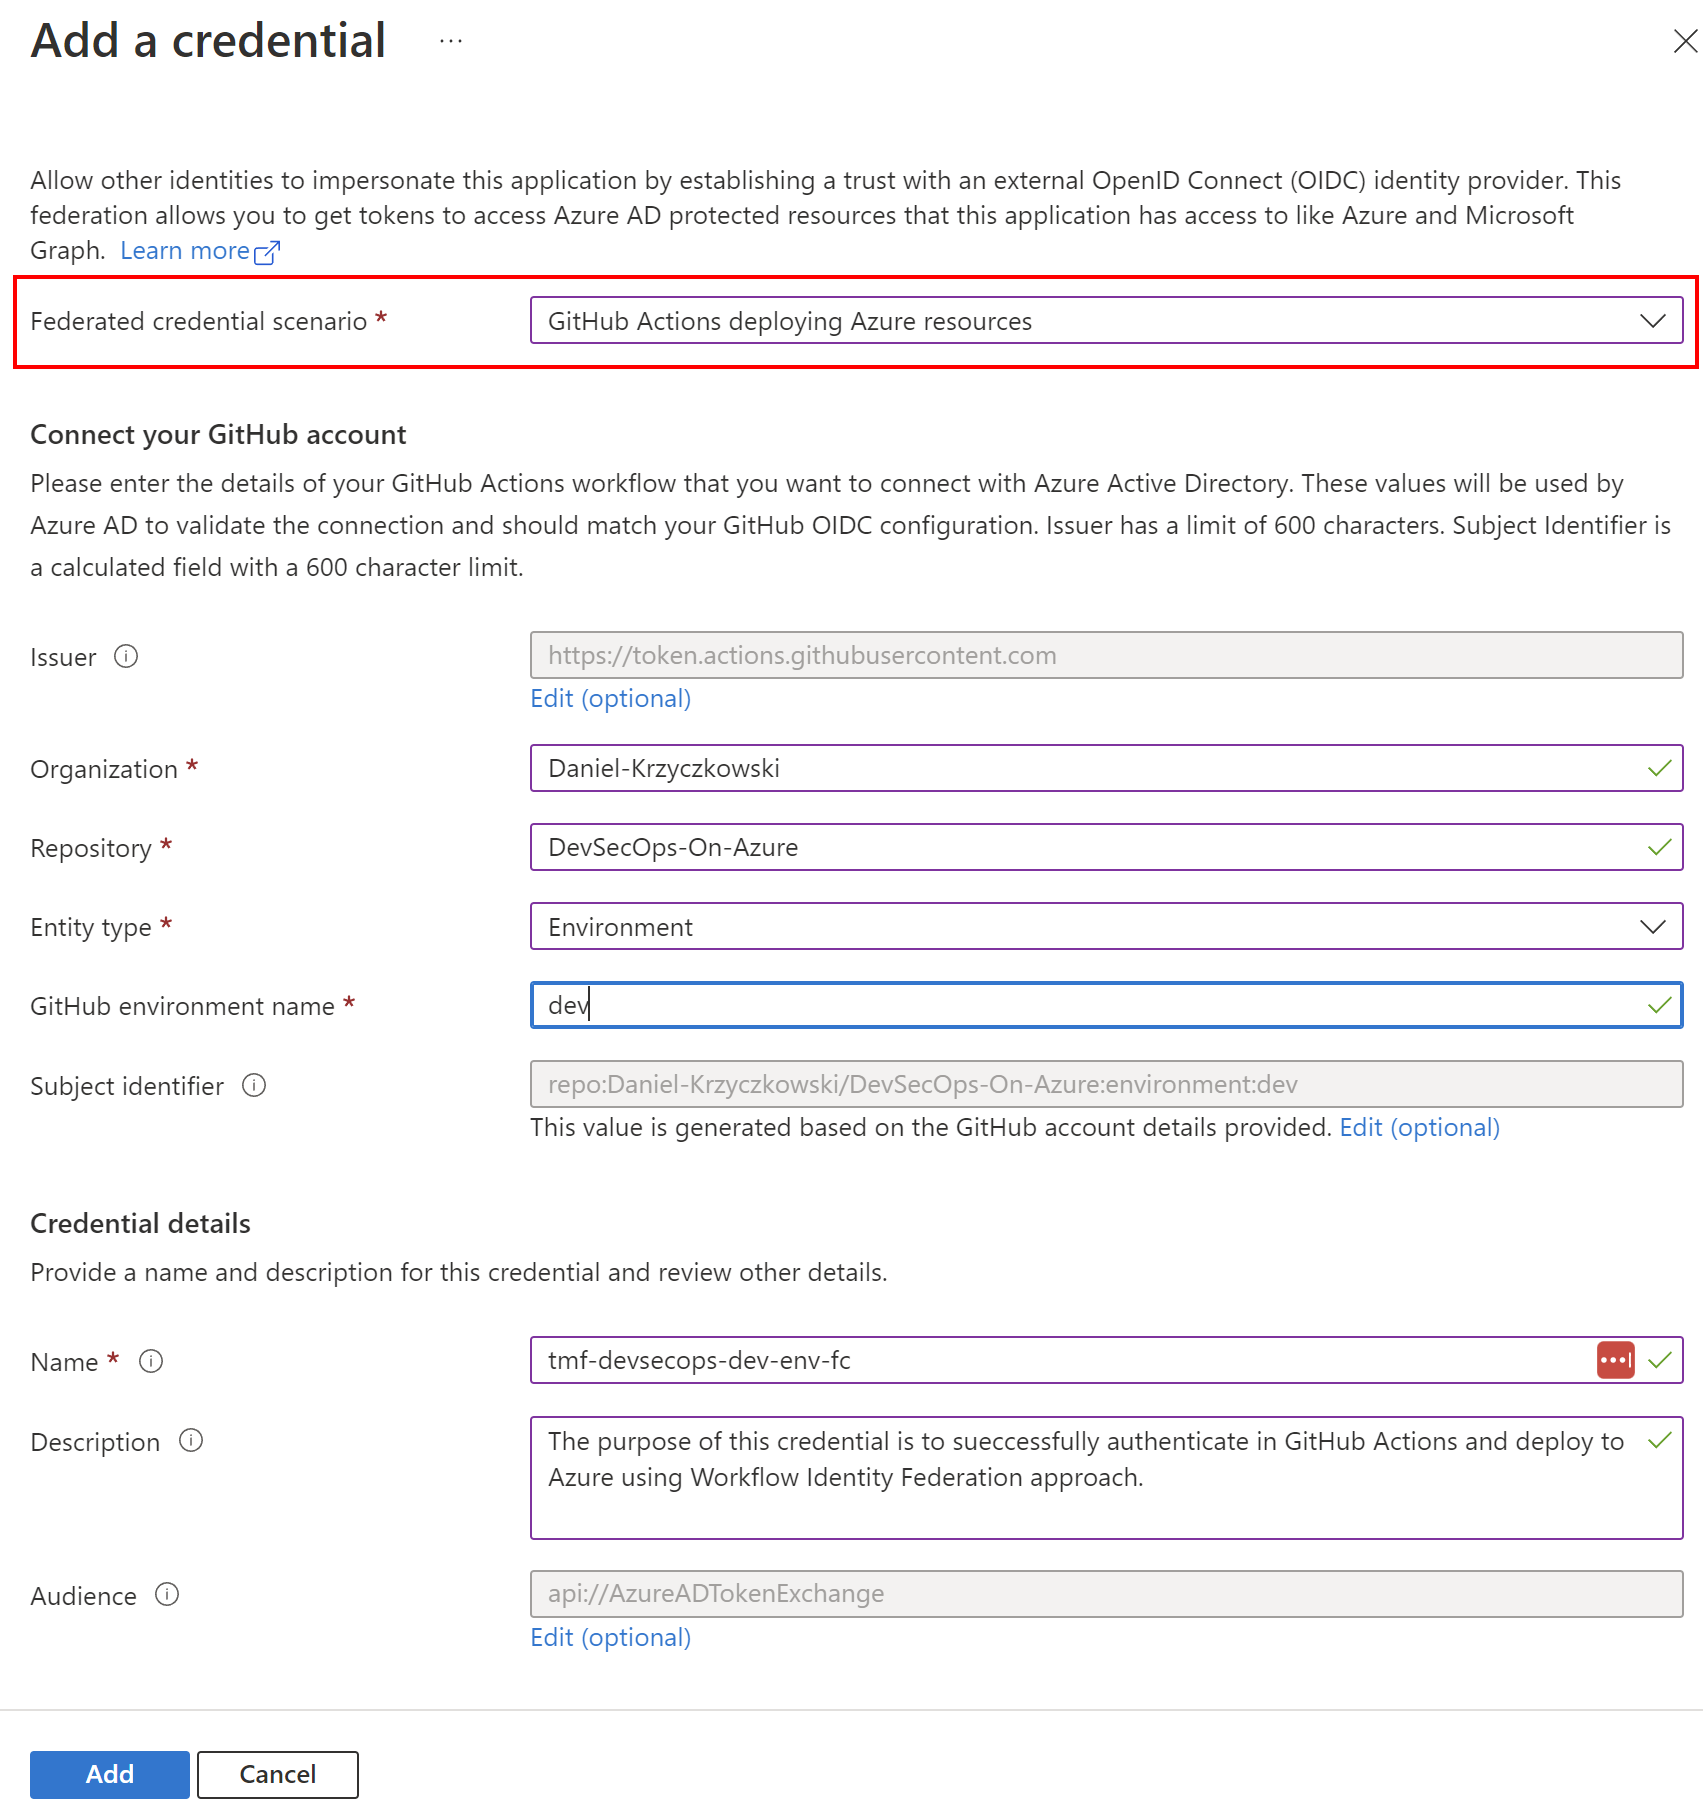 Add a credential ...
Allow other identities to impersonate this application by establishing a trust with an external OpenID Connect (OIDC) identity provider. This
federation allows you to get tokens to access Azure AD protected resources that this application has access to like Azure and Microsoft
Graph. Learn more
Federated credential scenario *
GitHub Actions deploying Azure resources
Connect your GitHub account
Please enter the details of your GitHub Actions workflow that you want to connect with Azure Active Directory. These values will be used by
Azure AD to validate the connection and should match your GitHub OIDC configuration. Issuer has a limit of 600 characters. Subject Identifier is
a calculated field with a 600 character limit.
Issuer
https://token.actions.githubusercontent.com
Edit (optional)
Organization *
Daniel-Krzyczkowski
Repository *
DevSecOps-On-Azure
Entity type *
Environment
GitHub environment name *
dev
Subject identifier
repo:Daniel-Krzyczkowski/DevSecOps-On-Azure:environment:dev
This value is generated based on the GitHub account details provided. Edit (optional)
Credential details
Provide a name and description for this credential and review other details.
Name *
tmf-devsecops-dev-env-fc
Description
The purpose of this credential is to sueccessfully authenticate in GitHub Actions and deploy to
Azure using Workflow Identity Federation approach.
Audience
api://AzureADTokenExchange
Edit (optional)
Add
Cancel